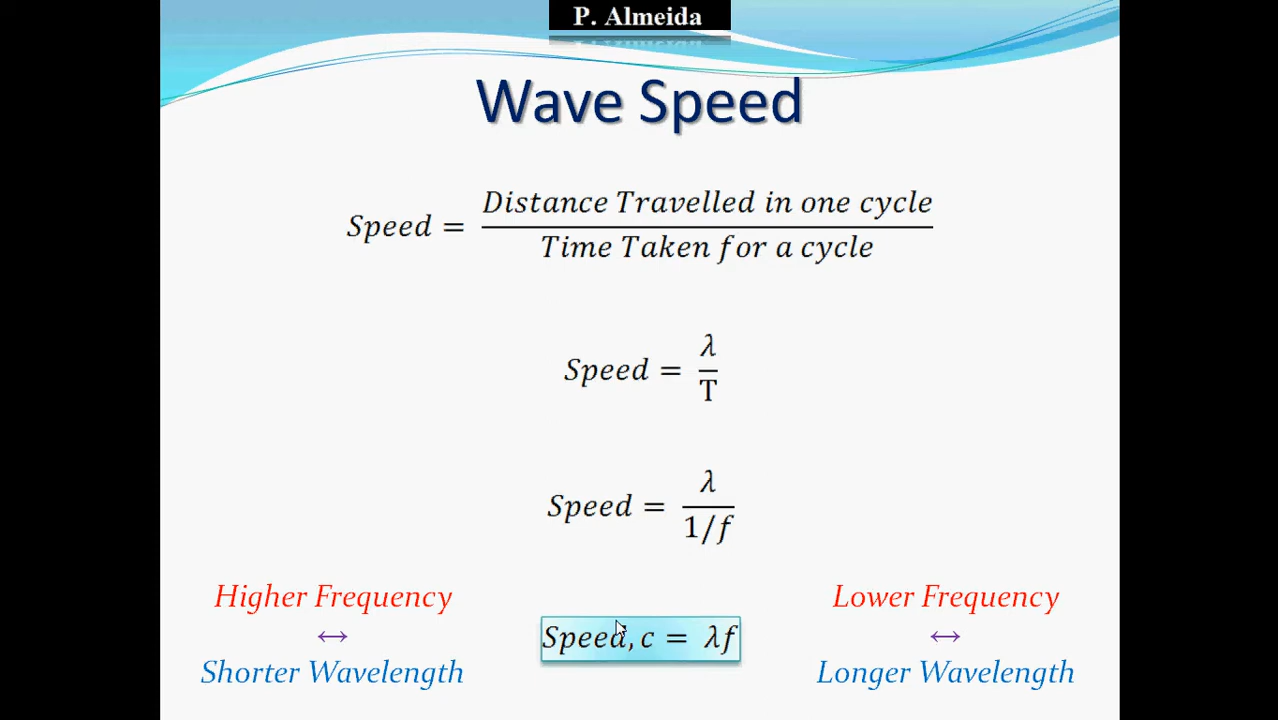 P. Almeida
Wave Speed
Speed = Distance Travelled in one cycle / Time Taken for a cycle
Speed = λ / T
Speed = λ / 1/f
Higher Frequency
↔
Shorter Wavelength
Speed, c = λf
Lower Frequency
↔
Longer Wavelength